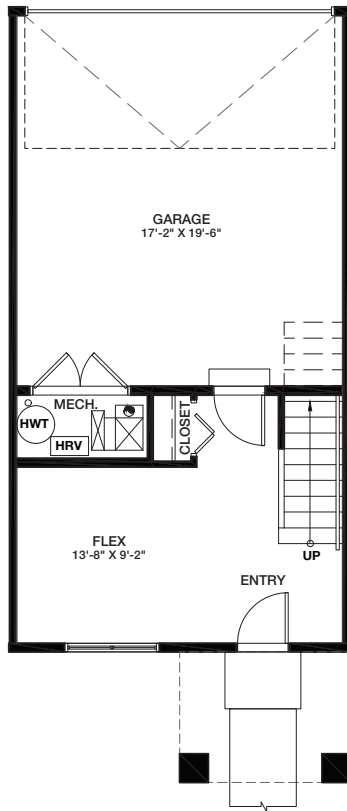 GARAGE
17'-2" X 19'-6"
MECH.
HWT
HRV
CLOSET
FLEX
13'-8" X 9'-2"
UP
ENTRY